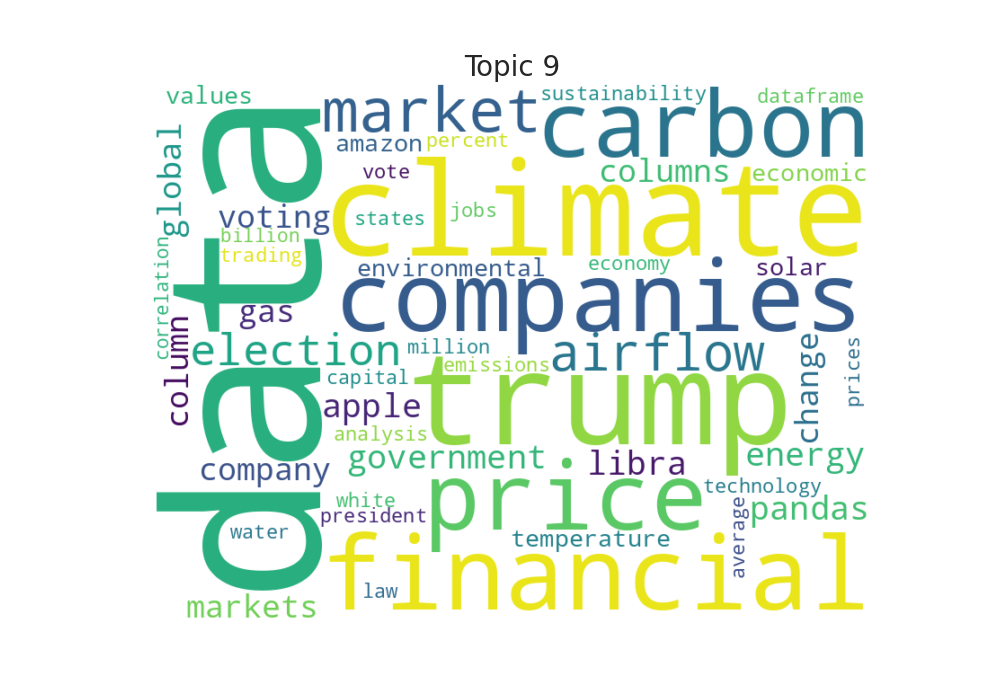 Topic 9
values
market
sustainability
dataframe
carbon
amazon
percent
vote
columns
economic
global
climate
voting
states
jobs
billion
trading
data
correlation
environmental
economy
solar
companies
gas
column
election
million
airflow
change
prices
emissions
capital
trump
apple
analysis
government
libra
energy
company
price
technology
white
president
average
pandas
water
temperature
financial
law
markets